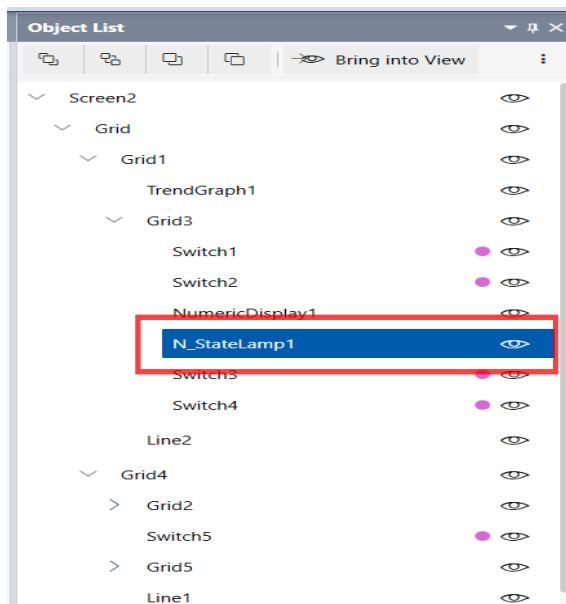 Object List
Bring into View
Screen2
Grid
Grid1
TrendGraph1
Grid3
Switch1
Switch2
NumericDisplay1
N_StateLamp1
Switch3
Switch4
Line2
Grid4
Grid2
Switch5
Grid5
Line1